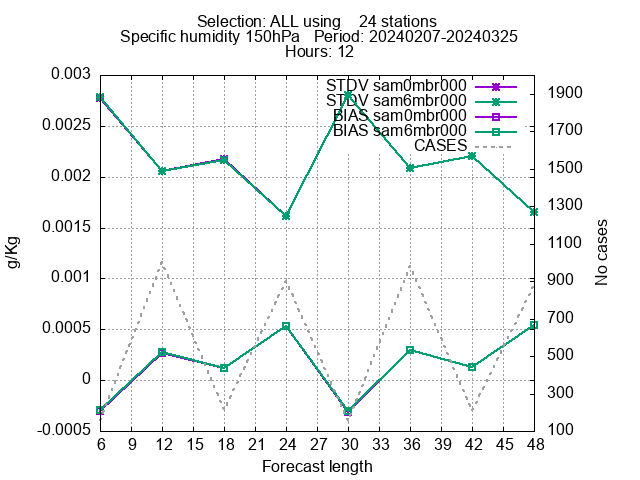 Selection: ALL using    24 stations
Specific humidity 150hPa   Period: 20240207-20240325
Hours: 12
STDV sam0mbr000
STDV sam6mbr000
BIAS sam0mbr000
BIAS sam6mbr000
CASES
g/Kg
0.003
0.0025
0.002
0.0015
0.001
0.0005
0
-0.0005
1900
1700
1500
1300
1100
900
700
500
300
100
No cases
6 9 12 15 18 21 24 27 30 33 36 39 42 45 48
Forecast length